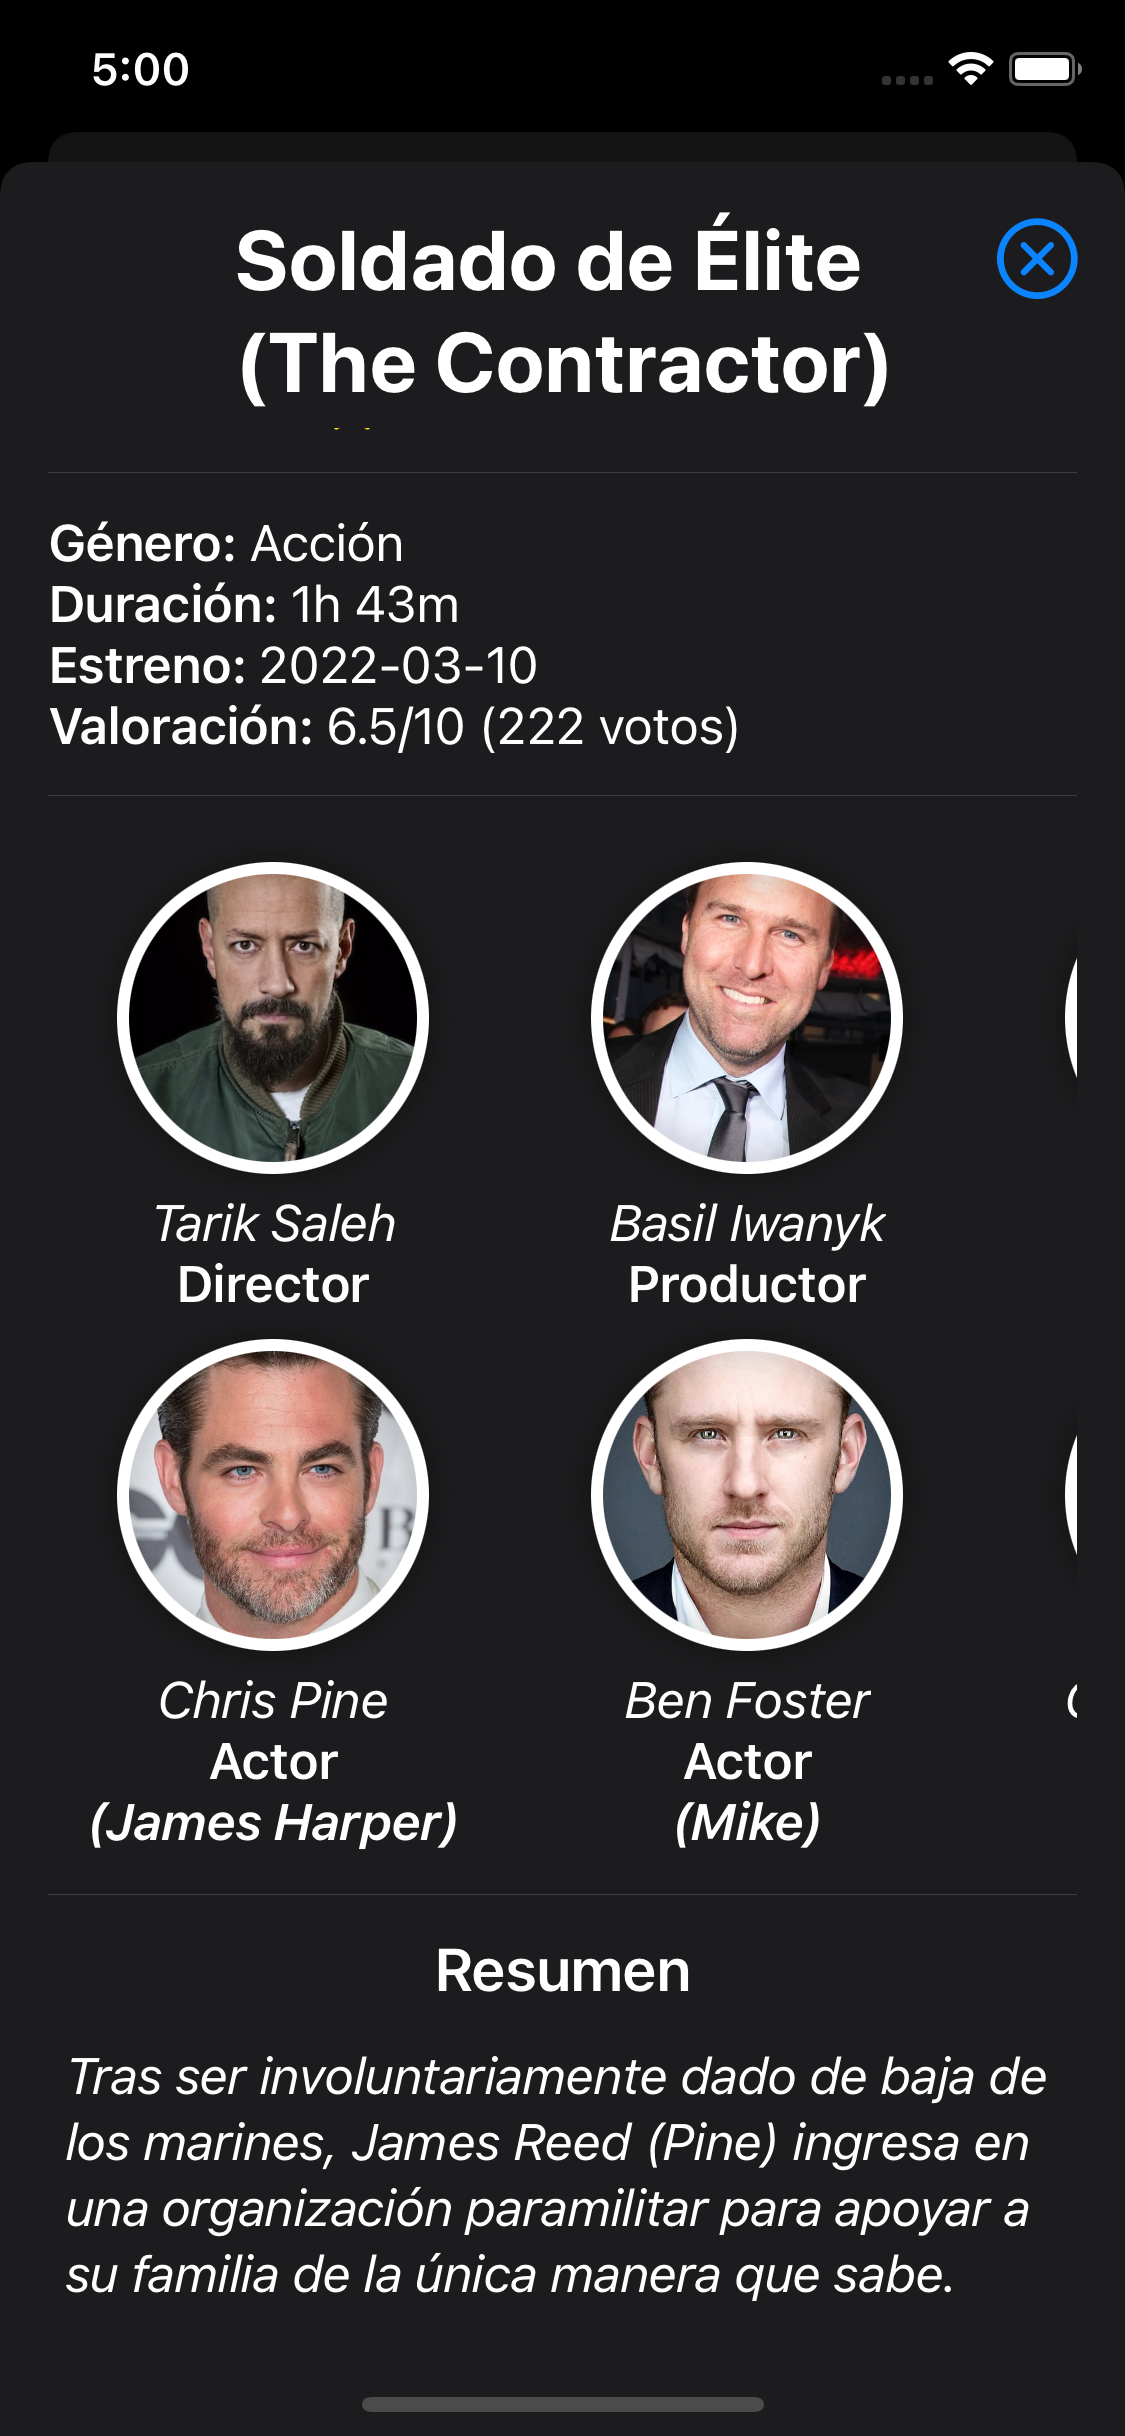 5:00
Soldado de Élite
(The Contractor)
Género: Acción
Duración: 1h 43m
Estreno: 2022-03-10
Valoración: 6.5/10 (222 votos)
Tarik Saleh
Basil Iwanyk
Director
Productor
Chris Pine
Ben Foster
Actor
Actor
(James Harper)
(Mike)
Resumen
Tras ser involuntariamente dado de baja de
los marines, James Reed (Pine) ingresa en
una organización paramilitar para apoyar a
su familia de la única manera que sabe.